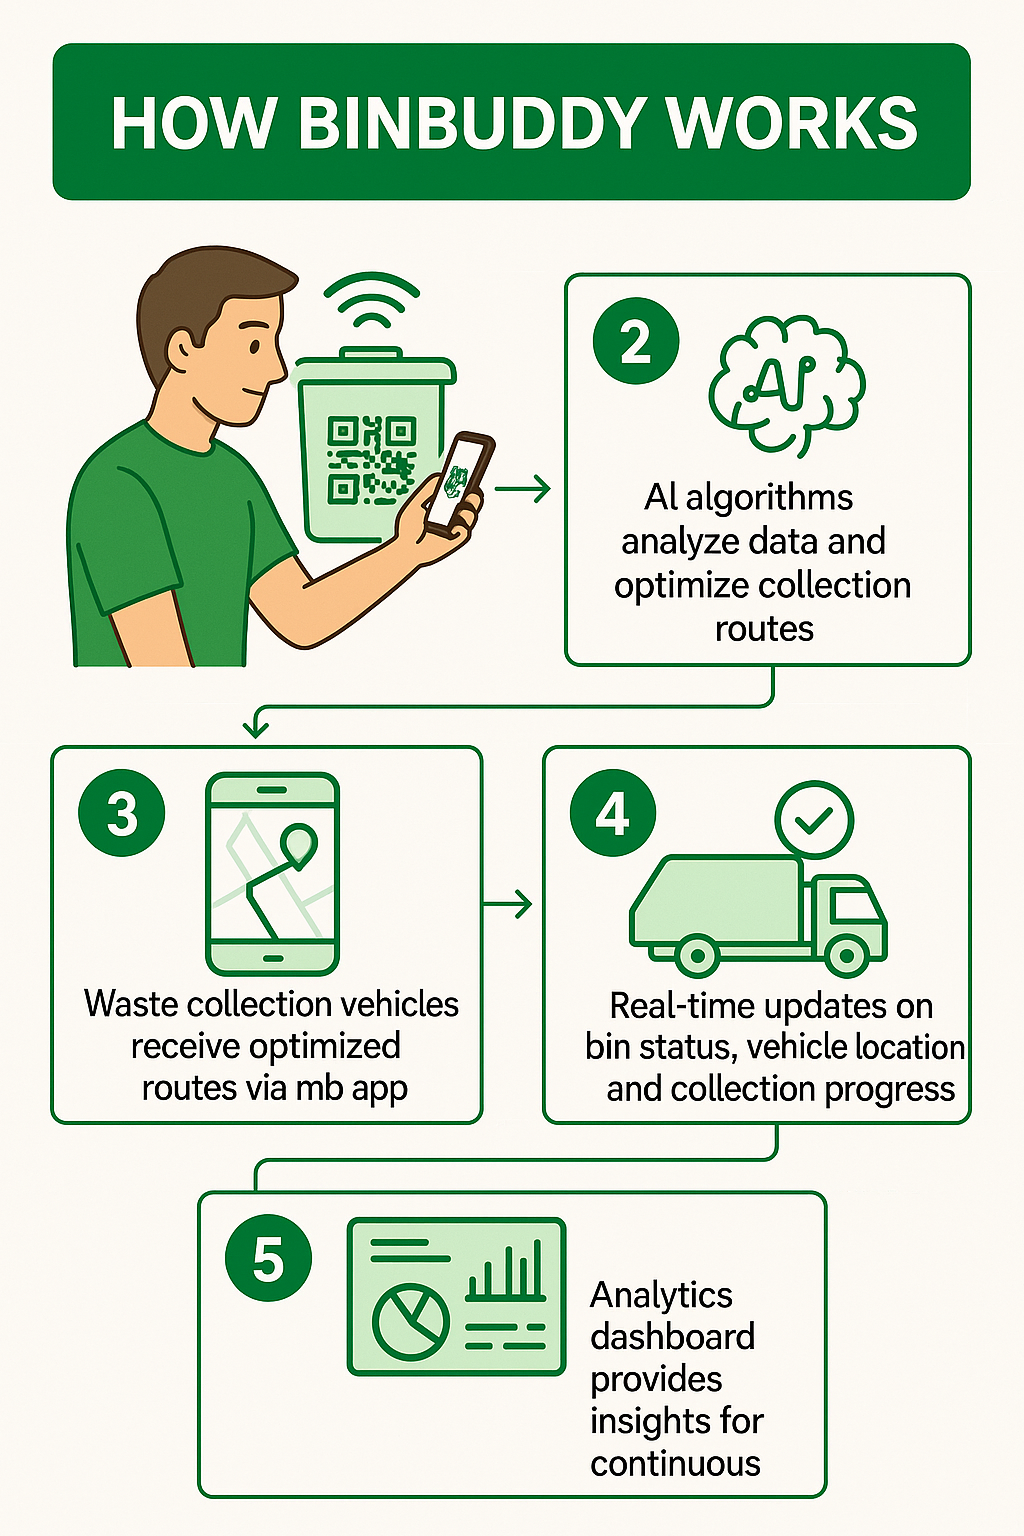 HOW BINBUDDY WORKS
2
AI
AI algorithms
analyze data and
optimize collection
routes
3
Waste collection vehicles
receive optimized
routes via mb app
4
Real-time updates on
bin status, vehicle location
and collection progress
5
Analytics
dashboard
provides
insights for
continuous